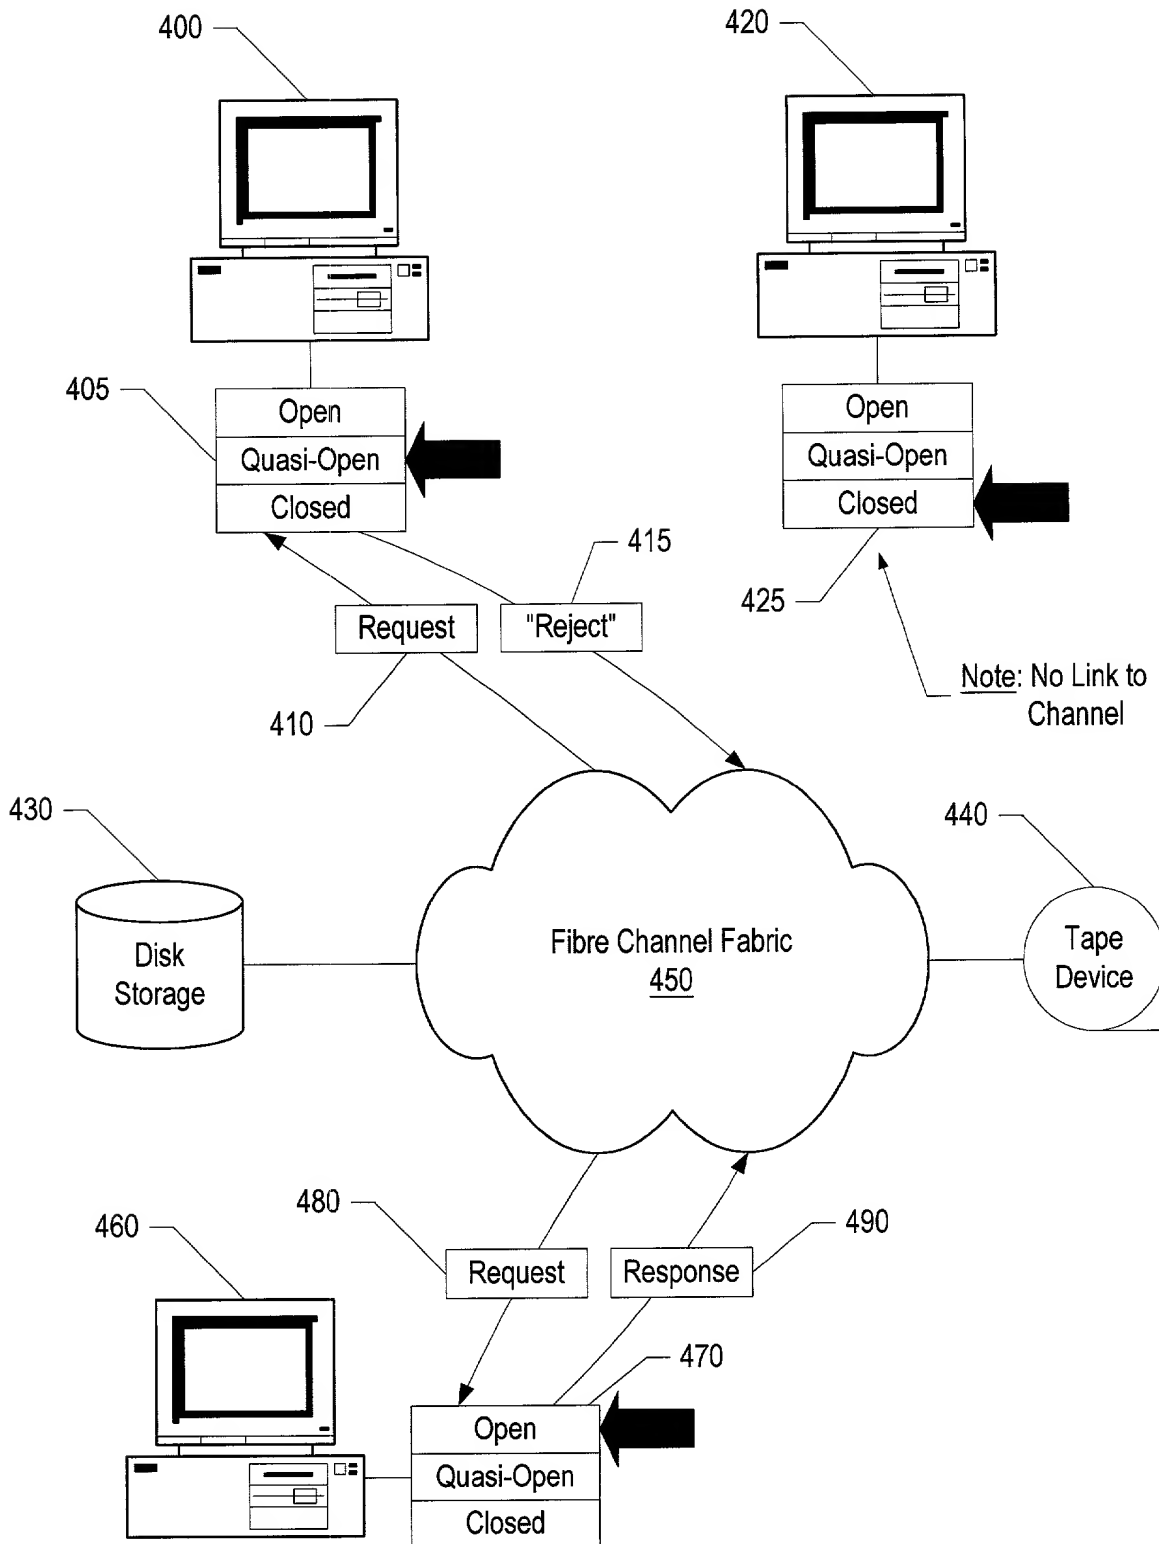 400
420
405
Open
Quasi-Open
Closed
Open
Quasi-Open
Closed
415
425
Request
"Reject"
410
Note: No Link to
Channel
430
440
Disk
Storage
Fibre Channel Fabric
450
Tape
Device
480
490
460
Request
Response
470
Open
Quasi-Open
Closed